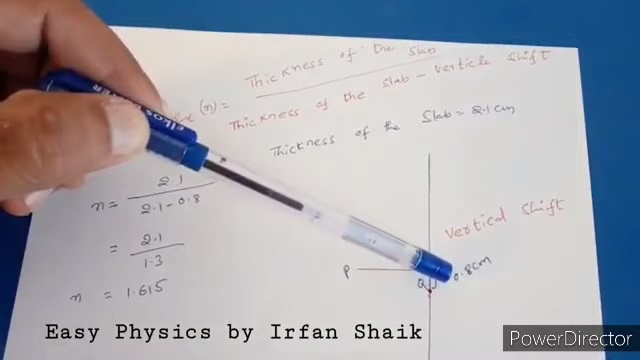 Thickness of the slab
(n) =
Thickness of the slab - Verticle Shift
Thickness of the Slab = 2.1 cm
n = 2.1
2.1 - 0.8
= 2.1
1.3
n = 1.615
Vertical Shift
P
Q
0.8cm
elkos
Easy Physics by Irfan Shaik
PowerDirector